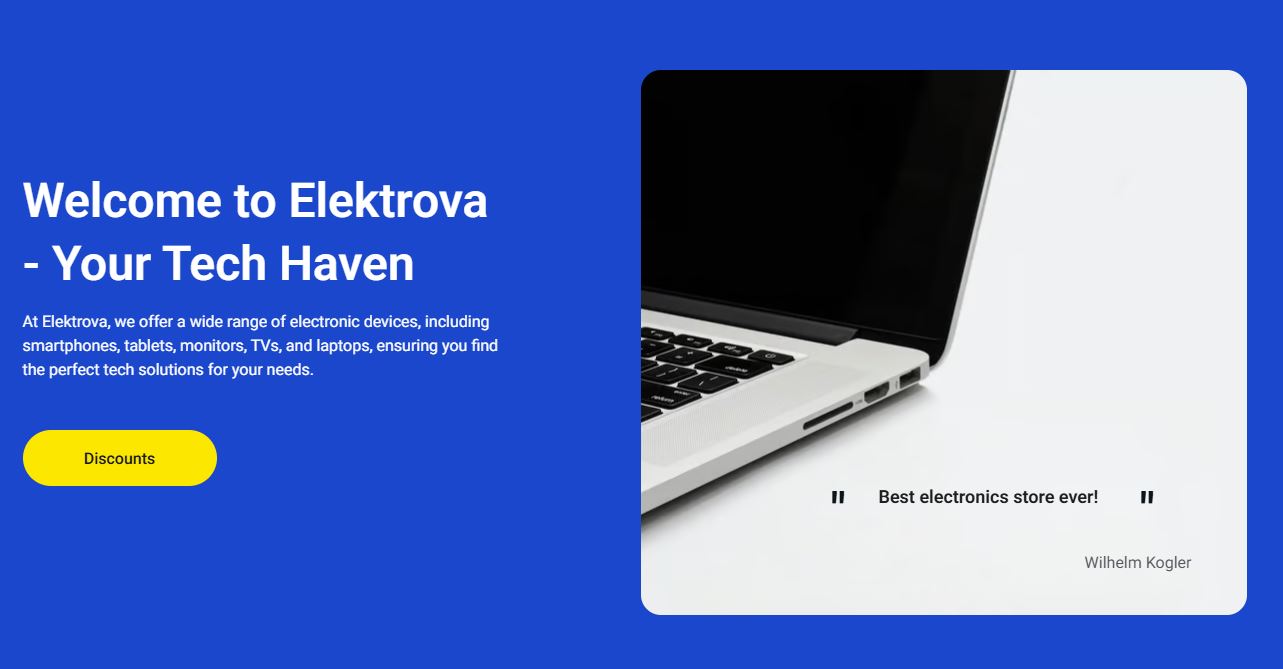 Welcome to Elektrova
- Your Tech Haven
At Elektrova, we offer a wide range of electronic devices, including
smartphones, tablets, monitors, TVs, and laptops, ensuring you find
the perfect tech solutions for your needs.
Discounts
" Best electronics store ever! "
Wilhelm Kogler